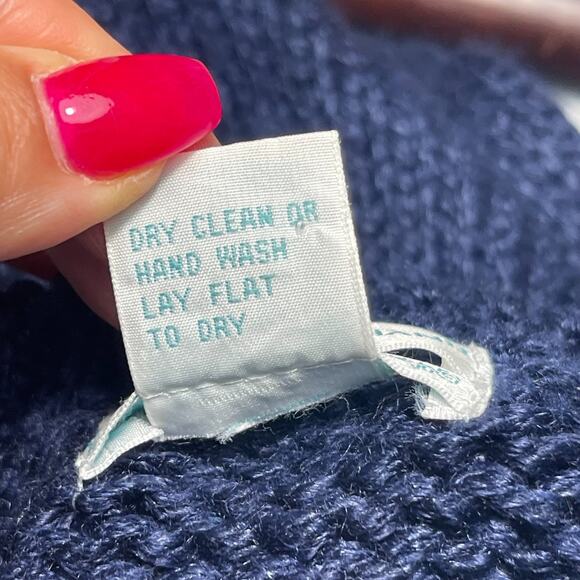 DRY CLEAN OR
HAND WASH
LAY FLAT
TO DRY